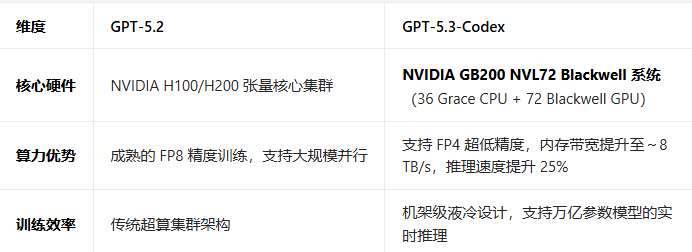 维度 GPT-5.2 GPT-5.3-Codex
核心硬件 NVIDIA H100/H200 张量核心集群 NVIDIA GB200 NVL72 Blackwell 系统
（36 Grace CPU + 72 Blackwell GPU）
算力优势 成熟的 FP8 精度训练，支持大规模并行 支持 FP4 超低精度，内存带宽提升至～8
TB/s，推理速度提升 25%
训练效率 传统超算集群架构 机架级液冷设计，支持万亿参数模型的实
时推理